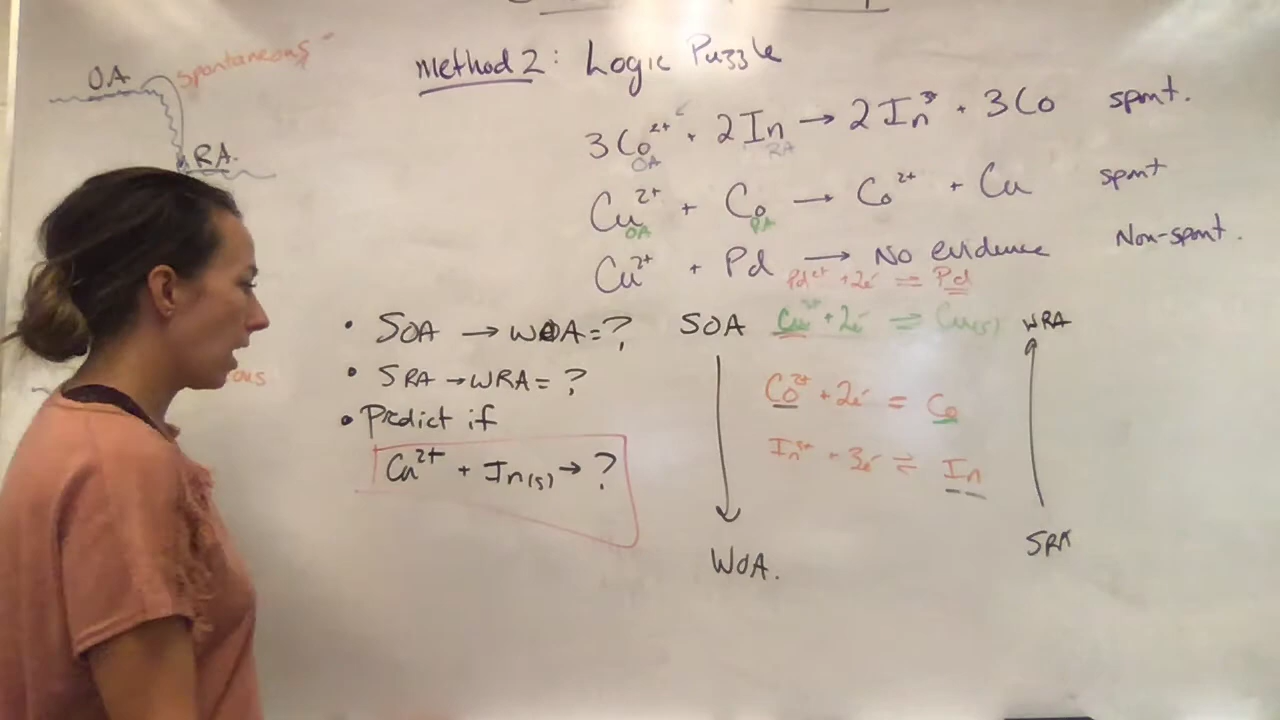 method 2: Logic Puzzle
OA spontaneous
RA.
3Co²⁺ + 2In → 2In³⁺ + 3Co spont.
OA RA
Cu²⁺ + Co → Co²⁺ + Cu spont
OA RA
Cu²⁺ + Pd → No evidence Non-spont.
Pd²⁺ + 2e⁻ ⇌ Pd
• SOA → WOA = ? SOA Cu²⁺ + 2e⁻ ⇌ Cu(s) WRA
• SRA → WRA = ? Co²⁺ + 2e⁻ = Co
• Predict if
Cu²⁺ + In(s) → ? In³⁺ + 3e⁻ ⇌ In
WOA. SRA